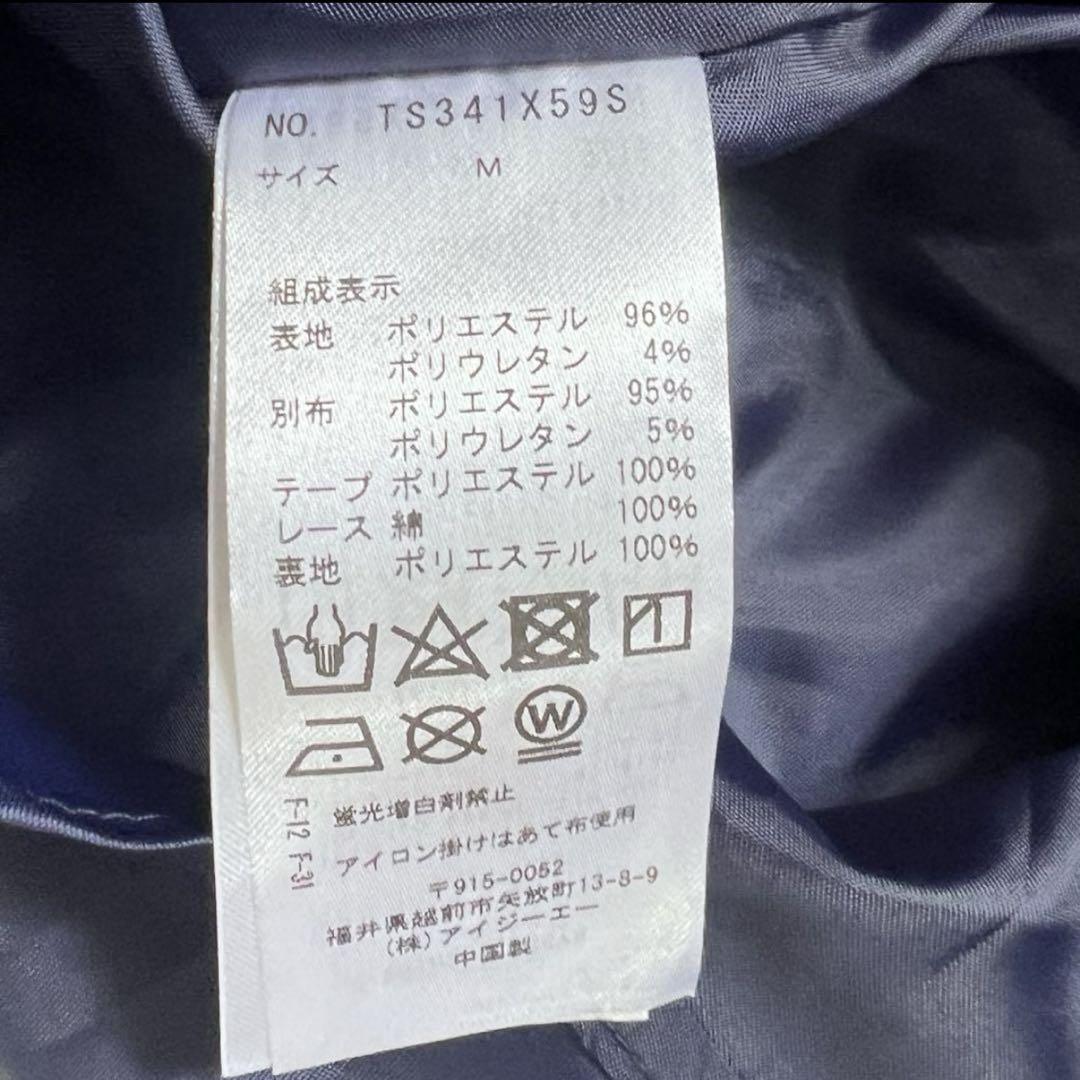 NO. TS341X59S
サイズ M
組成表示
表地 ポリエステル 96%
ポリウレタン 4%
別布 ポリエステル 95%
ポリウレタン 5%
テープ ポリエステル 100%
レース 綿 100%
裏地 ポリエステル 100%
W
F-12 蛍光増白剤禁止
F-31 アイロン掛けはあて布使用
〒915-0052
福井県越前市矢放町13-8-9
(株)アイジーエー
中国製